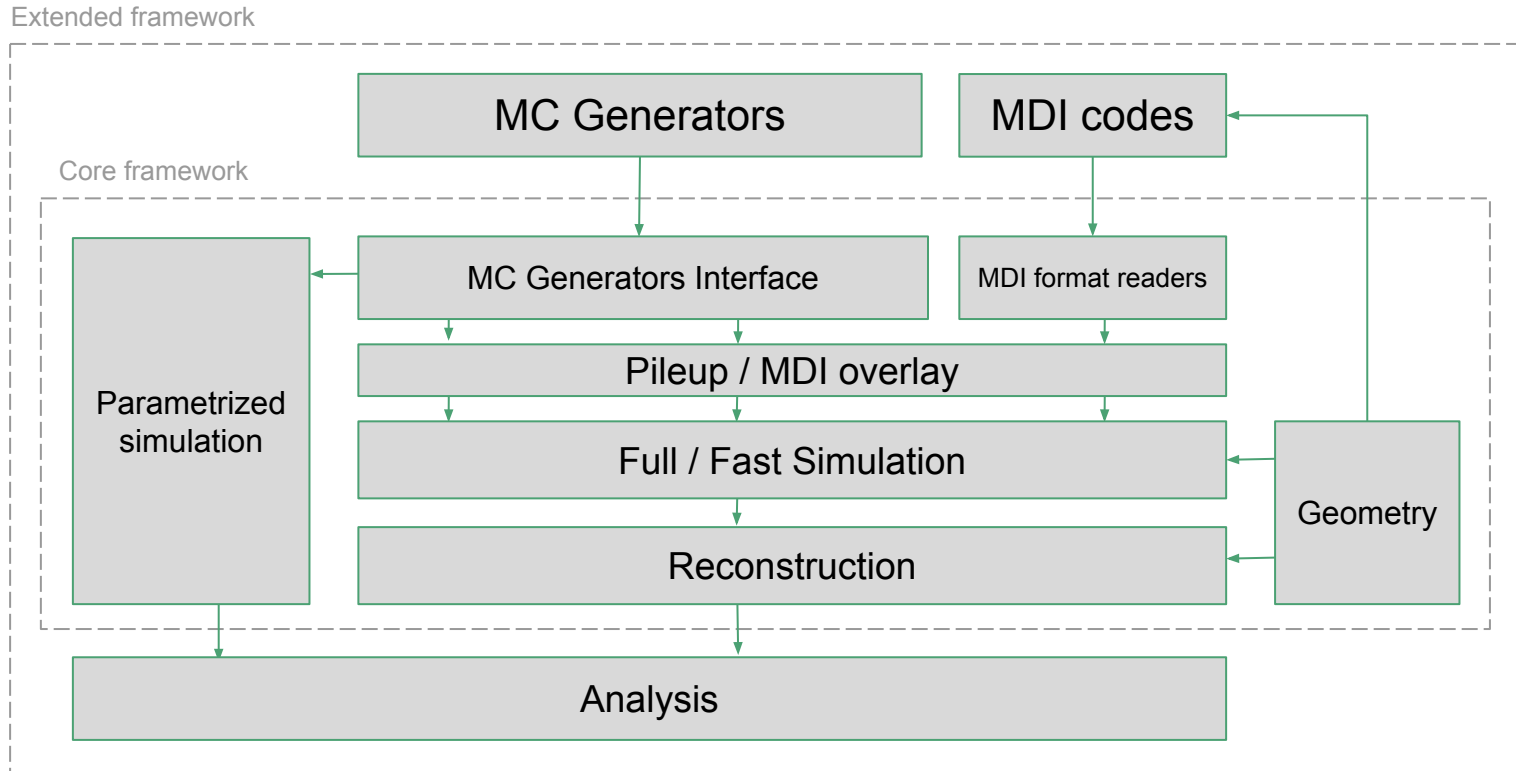 Extended framework
MC Generators
MDI codes
Core framework
MC Generators Interface
MDI format readers
Pileup / MDI overlay
Parametrized
simulation
Full / Fast Simulation
Geometry
Reconstruction
Analysis